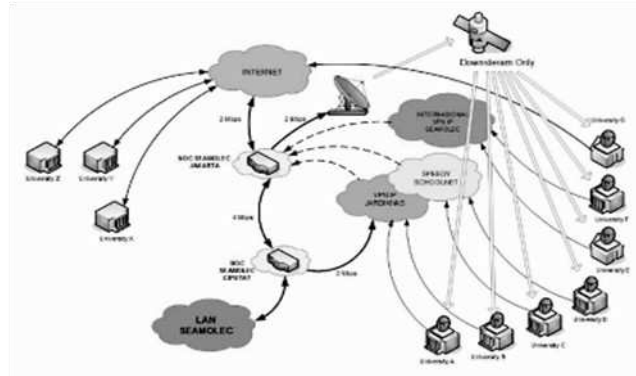 Downstream Only
INTERNET
2 Mbps
2 Mbps
INTERNATIONAL
VPN IP
SEAMOLEC
University G
NOC SEAMOLEC
JAKARTA
University Z
University Y
University X
SPEEDY
SCHOOLNET
VPN IP
JARDIKNAS
University F
University E
4 Mbps
NOC
SEAMOLEC
CIPUTAT
2 Mbps
LAN
SEAMOLEC
University D
University C
University B
University A